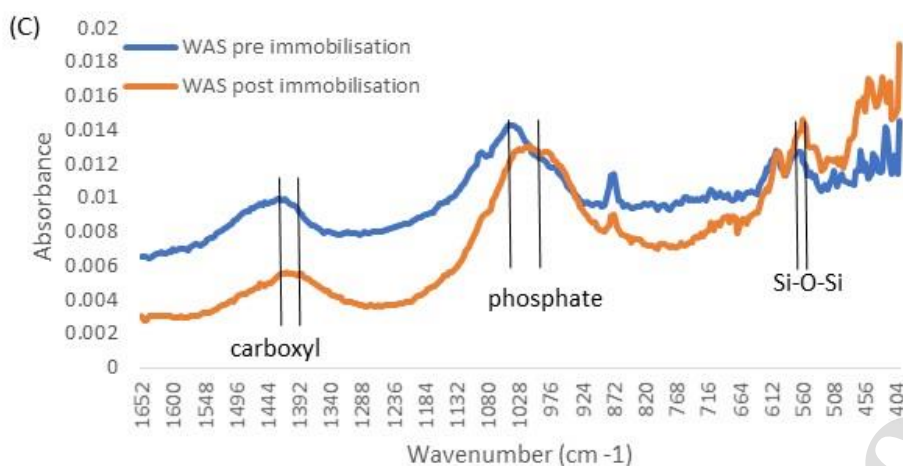 (C)
WAS pre immobilisation
WAS post immobilisation
0.02
0.018
0.016
0.014
0.012
0.01
0.008
0.006
0.004
0.002
0
Absorbance
carboxyl
phosphate
Si-O-Si
1652 1600 1548 1496 1444 1392 1340 1288 1236 1184 1132 1080 1028 976 924 872 820 768 716 664 612 560 508 456 404
Wavenumber (cm -1)